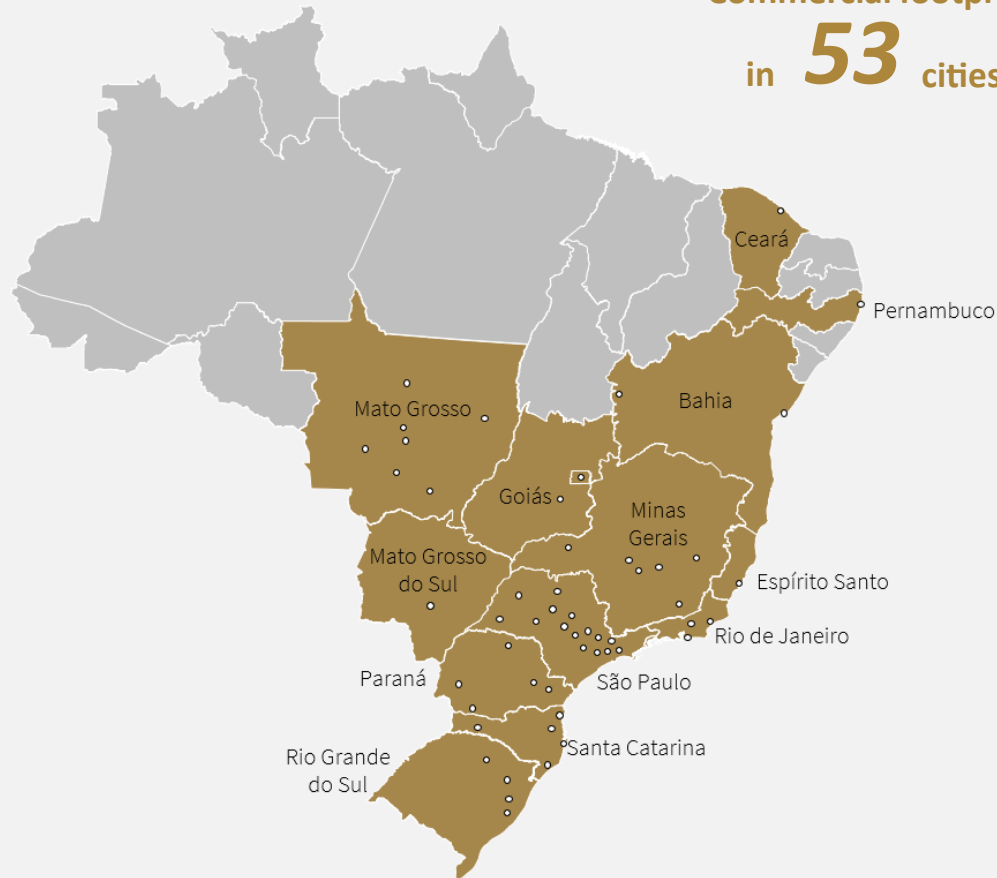 in 53 cities
Ceará
Pernambuco
Bahia
Mato Grosso
Goiás
Minas
Gerais
Mato Grosso
do Sul
Espírito Santo
Rio de Janeiro
Paraná
São Paulo
Santa Catarina
Rio Grande
do Sul